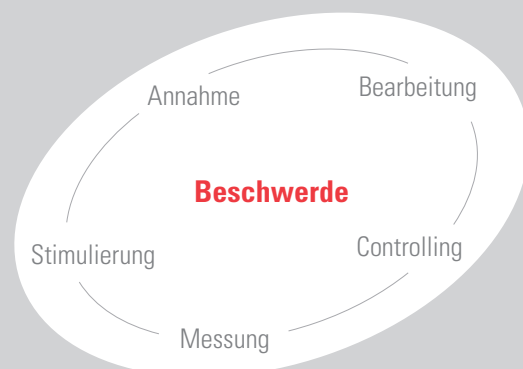 Bearbeitung
Annahme
Beschwerde
Controlling
Stimulierung
Messung